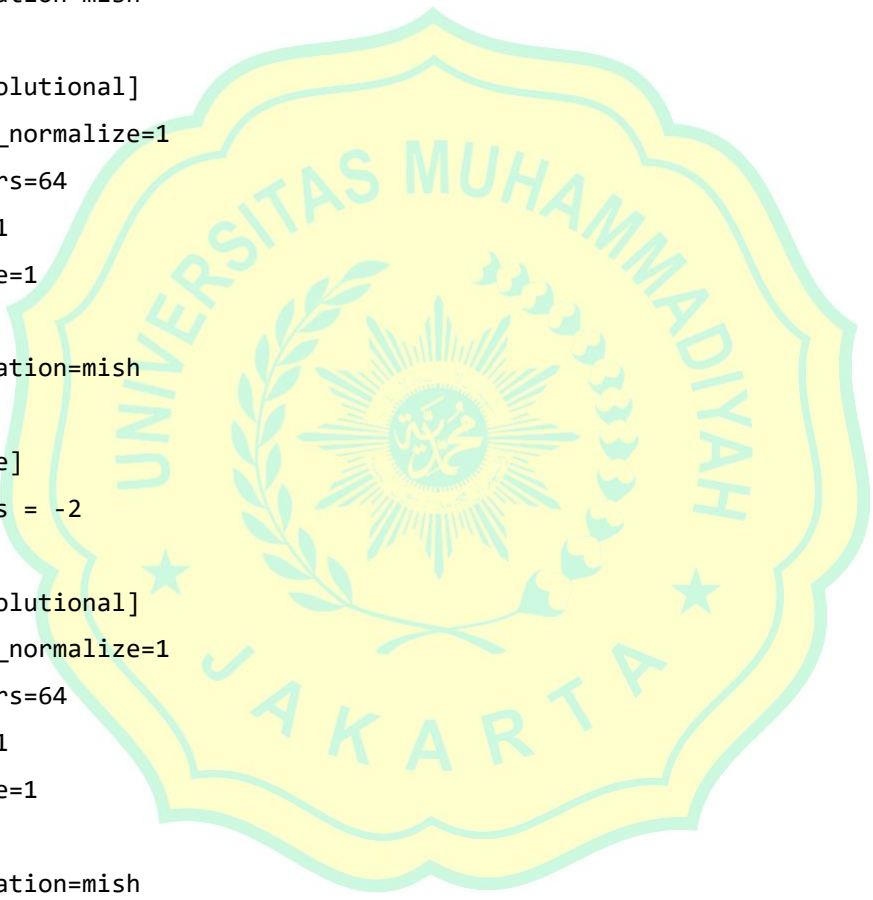 ation=mish
olutional]
_normalize=1
rs=64
1
e=1
ation=mish
e]
s = -2
olutional]
_normalize=1
rs=64
1
e=1
ation=mish
UNIVERSITAS MUHAMMADIYAH
JAKARTA